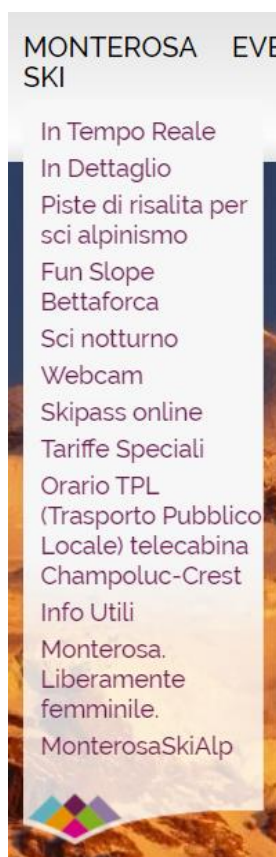 MONTEROSA EVE
SKI
In Tempo Reale
In Dettaglio
Piste di risalita per
sci alpinismo
Fun Slope
Bettaforca
Sci notturno
Webcam
Skipass online
Tariffe Speciali
Orario TPL
(Trasporto Pubblico
Locale) telecabina
Champoluc-Crest
Info Utili
Monterosa.
Liberamente
femminile.
MonterosaSkiAlp